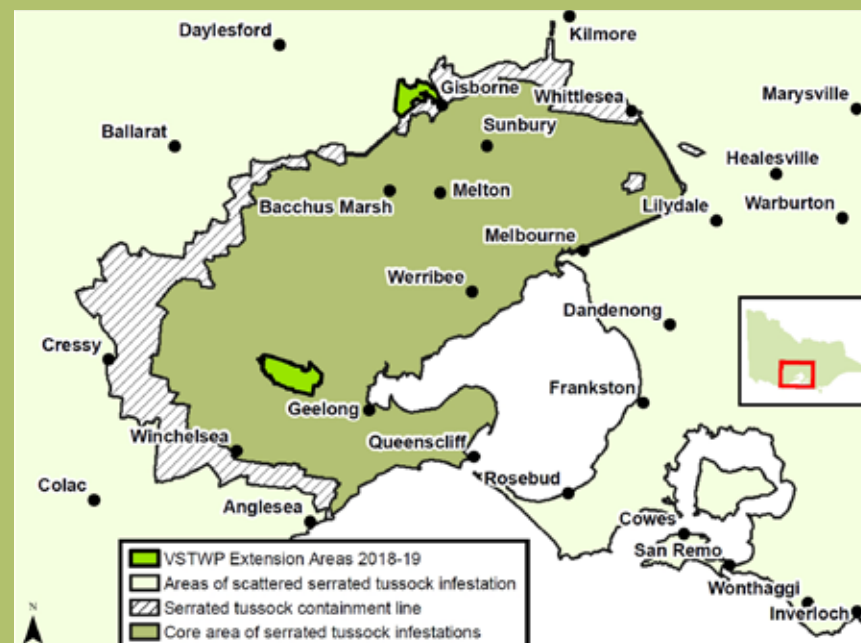 Kilmore
Daylesford
Gisborne
Whittlesea
Marysville
Ballarat
Sunbury
Healesville
Bacchus Marsh
Melton
Lilydale
Warburton
Melbourne
Werribee
Dandenong
Cressy
Geelong
Frankston
Winchelsea
Queenscliff
Colac
Rosebud
Anglesea
Cowes
San Remo
Wonthaggi
Inverloch
VSTWP Extension Areas 2018-19
Areas of scattered serrated tussock infestation
Serrated tussock containment line
Core area of serrated tussock infestations
N